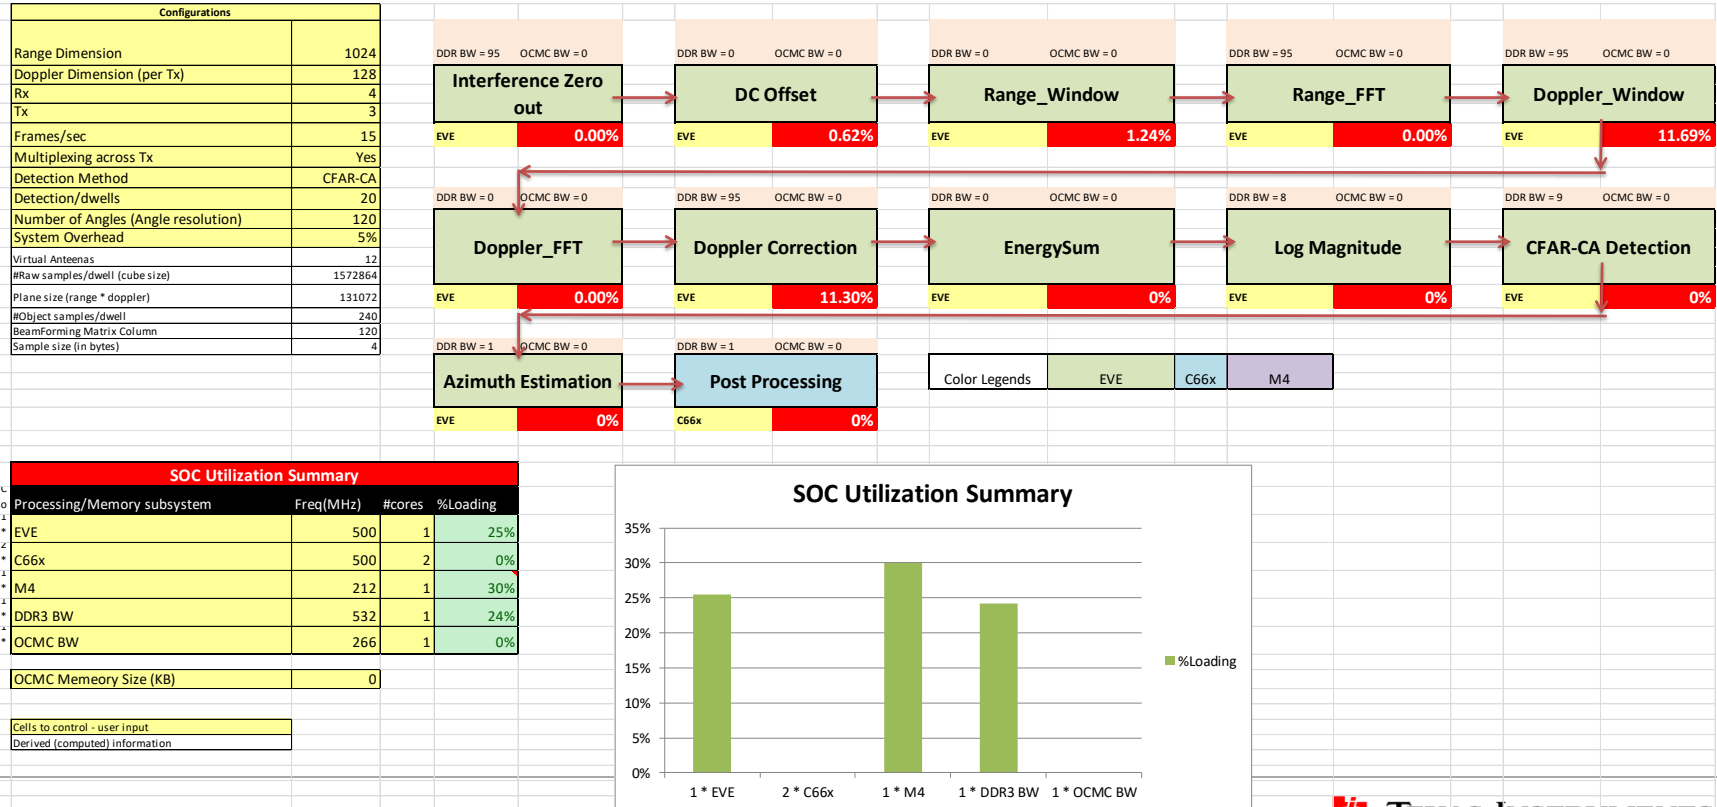 Configurations
Range Dimension 1024
Doppler Dimension (per Tx) 128
Rx 4
Tx 3
Frames/sec 15
Multiplexing across Tx Yes
Detection Method CFAR-CA
Detection/dwells 20
Number of Angles (Angle resolution) 120
System Overhead 5%
Virtual Anteenas 12
#Raw samples/dwell (cube size) 1572864
Plane size (range * doppler) 131072
#Object samples/dwell 240
BeamForming Matrix Column 120
Sample size (in bytes) 4
DDR BW = 95 OCMC BW = 0
Interference Zero
out
EVE 0.00%
DDR BW = 0 OCMC BW = 0
DC Offset
EVE 0.62%
DDR BW = 0 OCMC BW = 0
Range_Window
EVE 1.24%
DDR BW = 95 OCMC BW = 0
Range_FFT
EVE 0.00%
DDR BW = 95 OCMC BW = 0
Doppler_Window
EVE 11.69%
DDR BW = 0 OCMC BW = 0
Doppler_FFT
EVE 0.00%
DDR BW = 95 OCMC BW = 0
Doppler Correction
EVE 11.30%
DDR BW = 0 OCMC BW = 0
EnergySum
EVE 0%
DDR BW = 8 OCMC BW = 0
Log Magnitude
EVE 0%
DDR BW = 9 OCMC BW = 0
CFAR-CA Detection
EVE 0%
DDR BW = 1 OCMC BW = 0
Azimuth Estimation
EVE 0%
DDR BW = 1 OCMC BW = 0
Post Processing
C66x 0%
Color Legends EVE C66x M4
SOC Utilization Summary
Processing/Memory subsystem Freq(MHz) #cores %Loading
EVE 500 1 25%
C66x 500 2 0%
M4 212 1 30%
DDR3 BW 532 1 24%
OCMC BW 266 1 0%
OCMC Memeory Size (KB) 0
Cells to control - user input
Derived (computed) information
SOC Utilization Summary
35%
30%
25%
20%
15%
10%
5%
0%
1 * EVE 2 * C66x 1 * M4 1 * DDR3 BW 1 * OCMC BW
%Loading